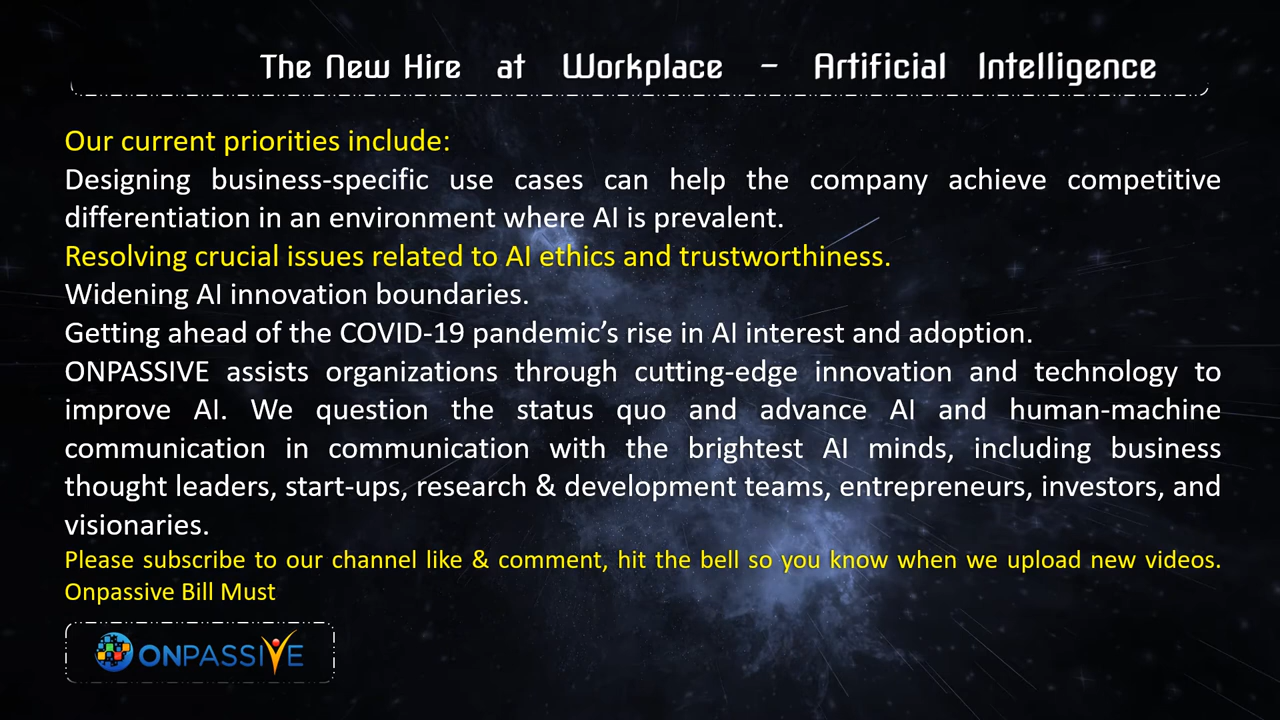 The New Hire at Workplace – Artificial Intelligence
Our current priorities include:
Designing business-specific use cases can help the company achieve competitive
differentiation in an environment where AI is prevalent.
Resolving crucial issues related to AI ethics and trustworthiness.
Widening AI innovation boundaries.
Getting ahead of the COVID-19 pandemic’s rise in AI interest and adoption.
ONPASSIVE assists organizations through cutting-edge innovation and technology to
improve AI. We question the status quo and advance AI and human-machine
communication in communication with the brightest AI minds, including business
thought leaders, start-ups, research & development teams, entrepreneurs, investors, and
visionaries.
Please subscribe to our channel like & comment, hit the bell so you know when we upload new videos.
Onpassive Bill Must
ONPASSIVE